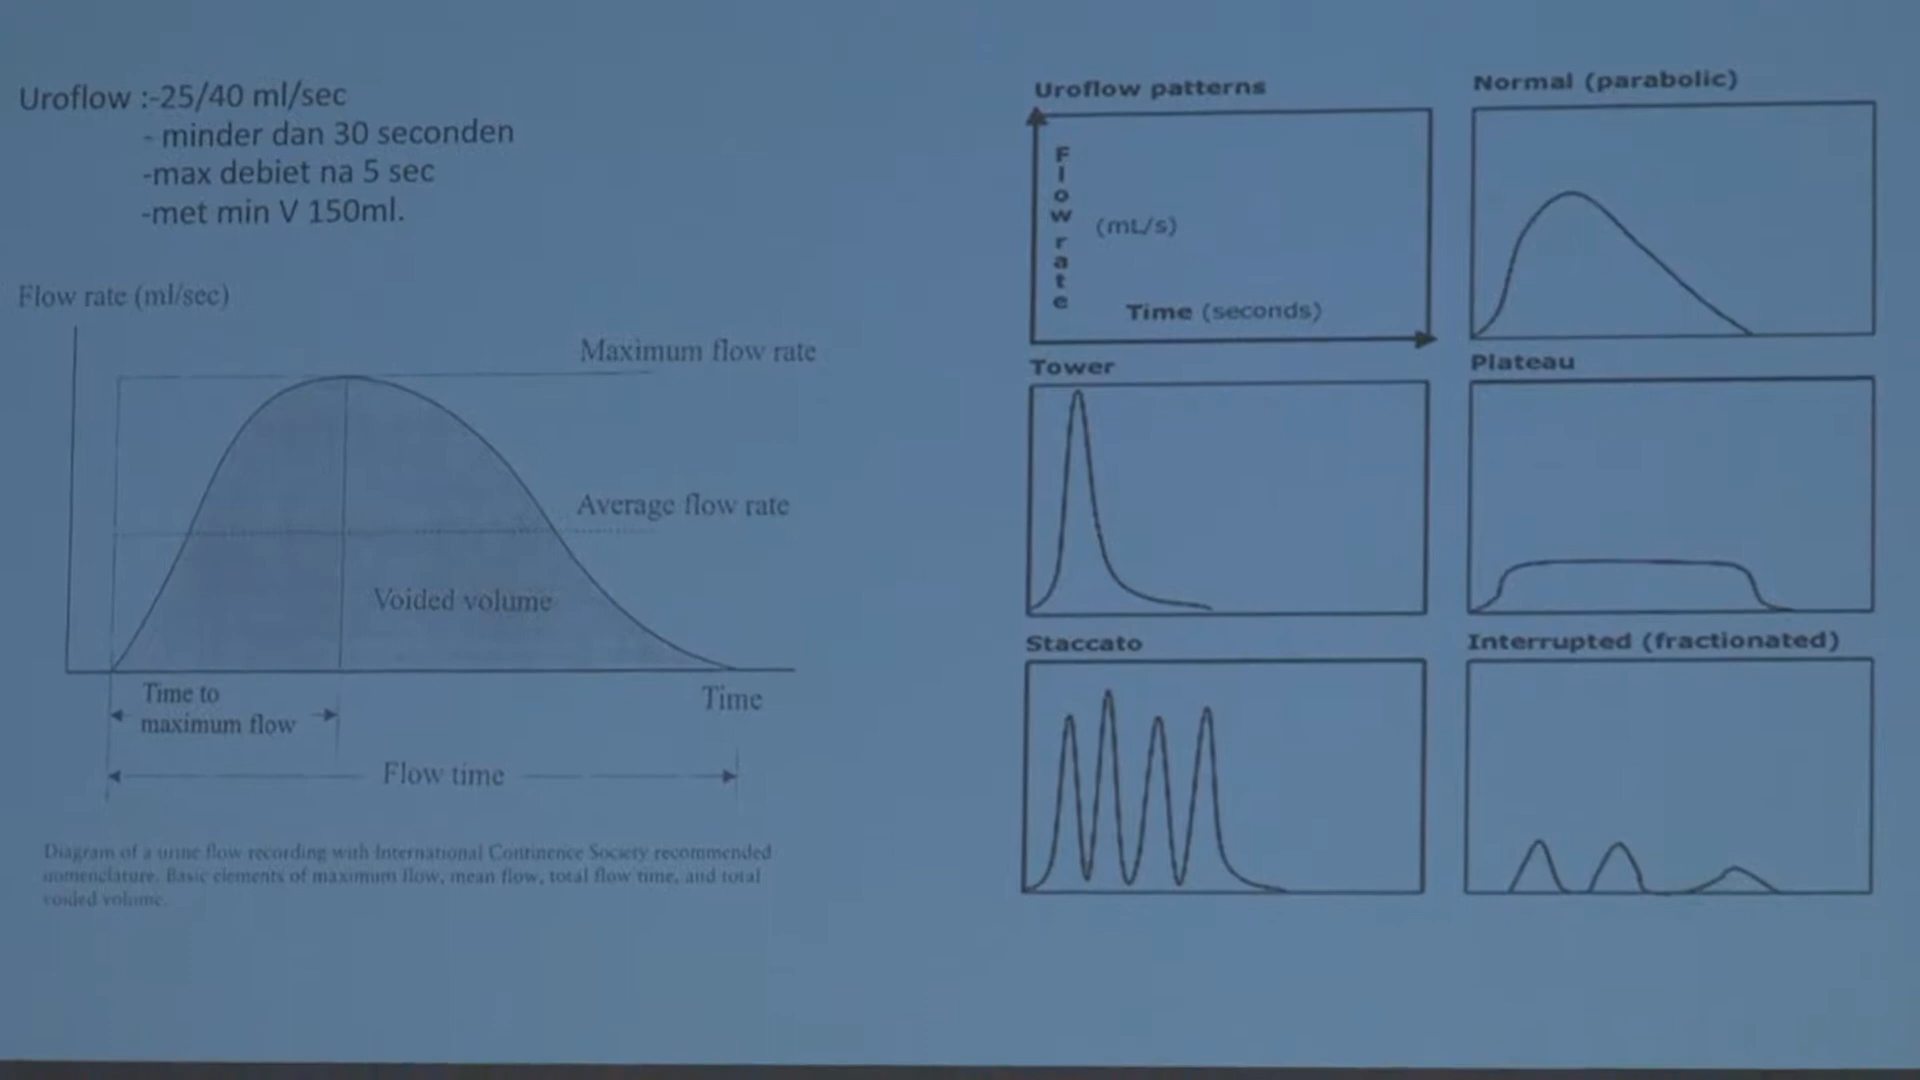 Uroflow :-25/40 ml/sec
- minder dan 30 seconden
-max debiet na 5 sec
-met min V 150ml.
Flow rate (ml/sec)
Maximum flow rate
Average flow rate
Voided volume
Time to
maximum flow
Time
Flow time
Diagram of a urine flow recording with International Continence Society recommended
nomenclature. Basic elements of maximum flow, mean flow, total flow time, and total
voided volume.
Uroflow patterns
Flow rate
(mL/s)
Time (seconds)
Normal (parabolic)
Tower
Plateau
Staccato
Interrupted (fractionated)